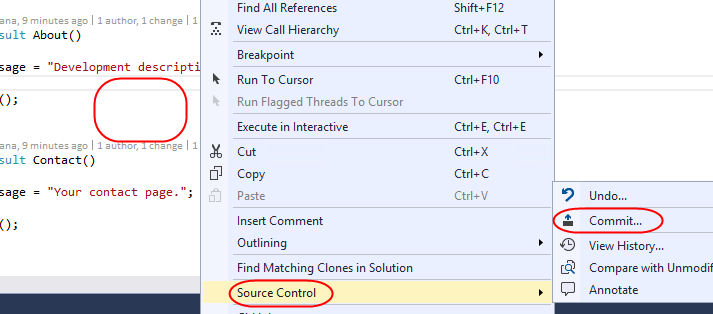 ana, 9 minutes ago | 1 author, 1 change | 1
sult About()
sage = "Development descripti
();
ana, 9 minutes ago | 1 author, 1 change | 1
sult Contact()
sage = "Your contact page.";
();
Find All References Shift+F12
View Call Hierarchy Ctrl+K, Ctrl+T
Breakpoint
Run To Cursor Ctrl+F10
Run Flagged Threads To Cursor
Execute in Interactive Ctrl+E, Ctrl+E
Cut Ctrl+X
Copy Ctrl+C
Paste Ctrl+V
Insert Comment
Outlining
Find Matching Clones in Solution
Source Control
Undo...
Commit...
View History...
Compare with Unmodif
Annotate